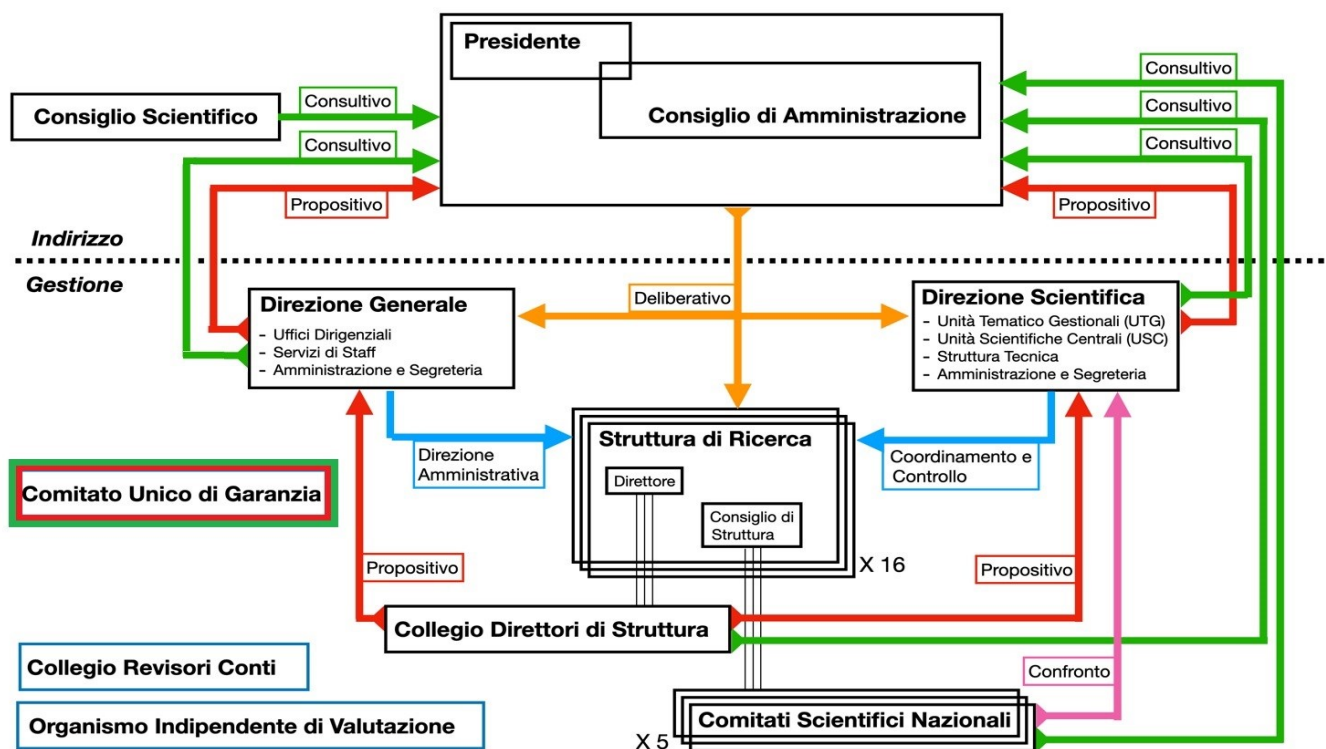 Presidente
Consiglio di Amministrazione
Consiglio Scientifico
Consultivo
Consultivo
Propositivo
Consultivo
Consultivo
Consultivo
Propositivo
Indirizzo
Gestione
Direzione Generale
- Uffici Dirigenziali
- Servizi di Staff
- Amministrazione e Segreteria
Deliberativo
Direzione Scientifica
- Unità Tematico Gestionali (UTG)
- Unità Scientifiche Centrali (USC)
- Struttura Tecnica
- Amministrazione e Segreteria
Direzione
Amministrativa
Struttura di Ricerca
Direttore
Consiglio di
Struttura
X 16
Coordinamento e
Controllo
Comitato Unico di Garanzia
Propositivo
Propositivo
Collegio Direttori di Struttura
Collegio Revisori Conti
Confronto
Organismo Indipendente di Valutazione
Comitati Scientifici Nazionali
X 5